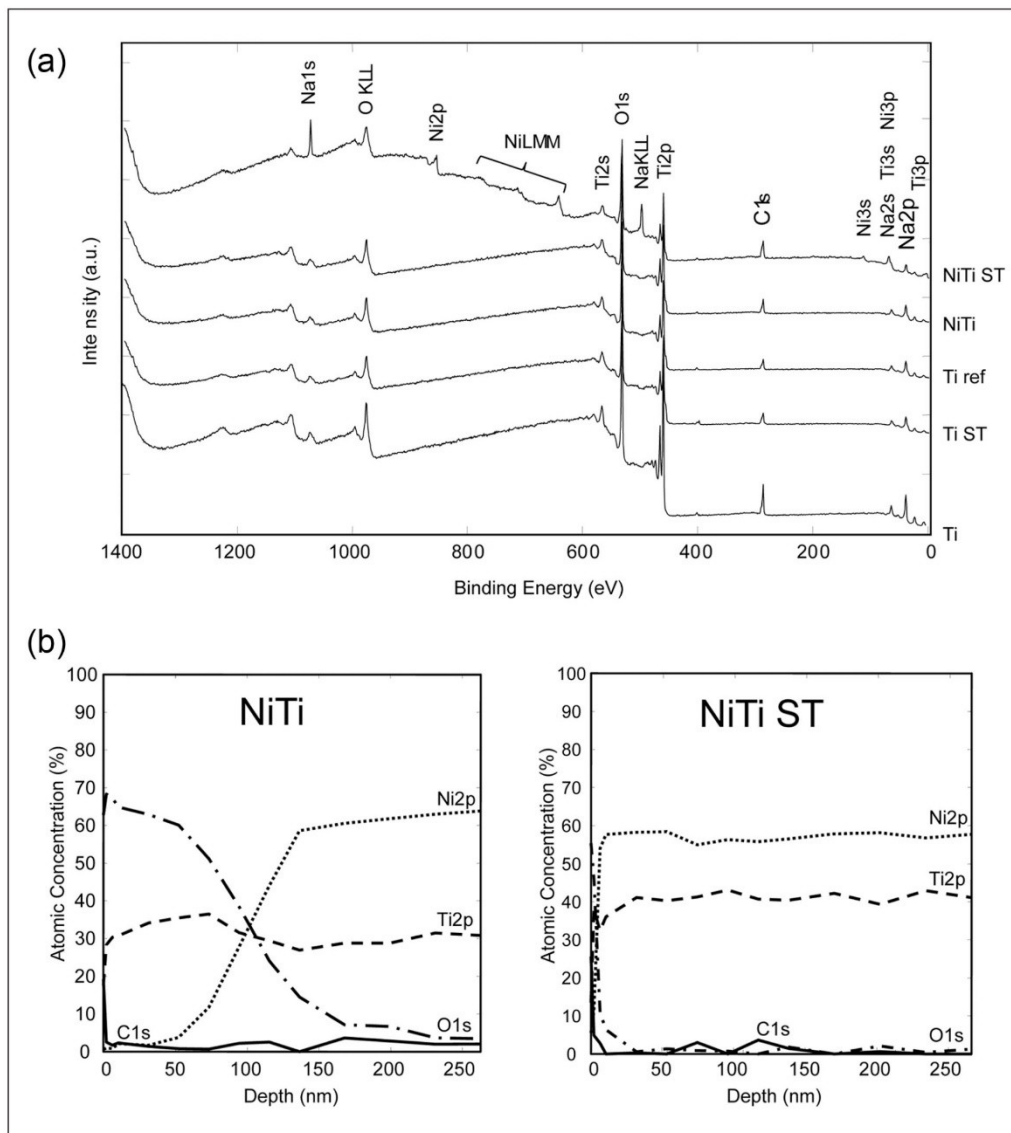 (a)
Na1s
O KLL
Ni2p
NiLMM
Ti2s
O1s
NaKLL
Ti2p
C1s
Ni3s
Na2s Ti3s Ni3p
Na2p
Ti3p
Inte nsity (a.u.)
NiTi ST
NiTi
Ti ref
Ti ST
Ti
1400 1200 1000 800 600 400 200 0
Binding Energy (eV)
(b)
NiTi
100
90
80
70
60
50
40
30
20
10
0
Atomic Concentration (%)
Ni2p
Ti2p
C1s
O1s
0 50 100 150 200 250
Depth (nm)
NiTi ST
100
90
80
70
60
50
40
30
20
10
0
Atomic Concentration (%)
Ni2p
Ti2p
C1s
O1s
0 50 100 150 200 250
Depth (nm)